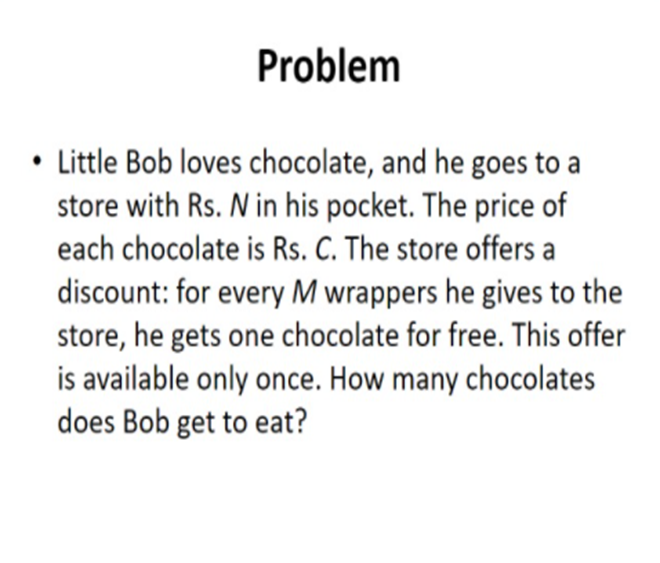 Problem
• Little Bob loves chocolate, and he goes to a
store with Rs. N in his pocket. The price of
each chocolate is Rs. C. The store offers a
discount: for every M wrappers he gives to the
store, he gets one chocolate for free. This offer
is available only once. How many chocolates
does Bob get to eat?